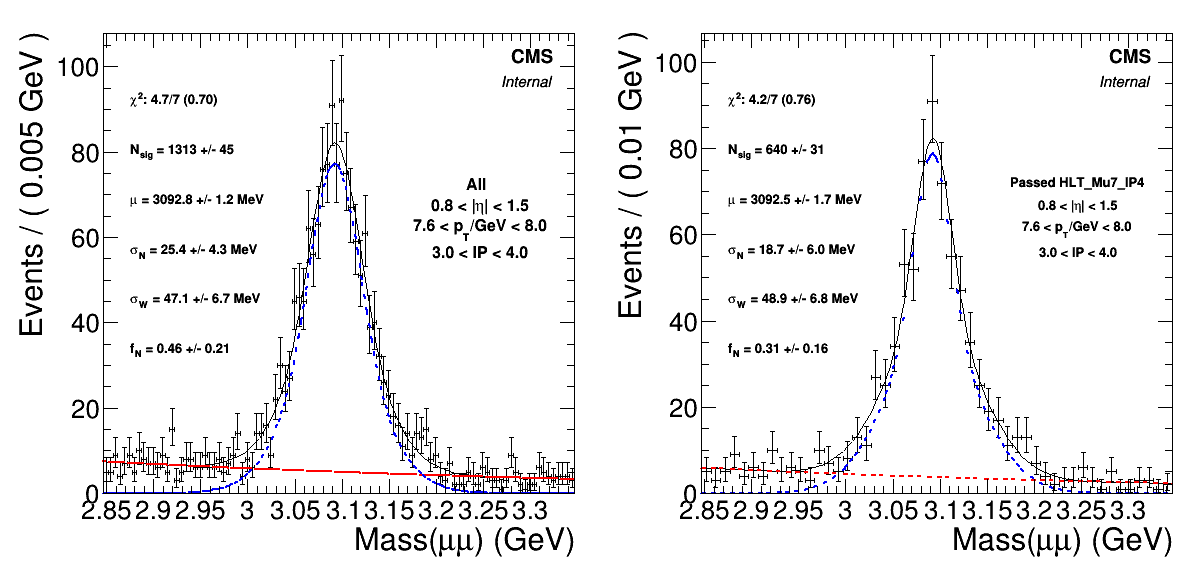 Events / ( 0.005 GeV )
100
80
60
40
20
0
CMS
Internal
χ²: 4.7/7 (0.70)
N_sig = 1313 +/- 45
μ = 3092.8 +/- 1.2 MeV
σ_N = 25.4 +/- 4.3 MeV
σ_W = 47.1 +/- 6.7 MeV
f_N = 0.46 +/- 0.21
All
0.8 < |η| < 1.5
7.6 < p_T/GeV < 8.0
3.0 < IP < 4.0
2.85 2.9 2.95 3 3.05 3.1 3.15 3.2 3.25 3.3
Mass(μμ) (GeV)
Events / ( 0.01 GeV )
100
80
60
40
20
0
CMS
Internal
χ²: 4.2/7 (0.76)
N_sig = 640 +/- 31
μ = 3092.5 +/- 1.7 MeV
σ_N = 18.7 +/- 6.0 MeV
σ_W = 48.9 +/- 6.8 MeV
f_N = 0.31 +/- 0.16
Passed HLT_Mu7_IP4
0.8 < |η| < 1.5
7.6 < p_T/GeV < 8.0
3.0 < IP < 4.0
2.85 2.9 2.95 3 3.05 3.1 3.15 3.2 3.25 3.3
Mass(μμ) (GeV)